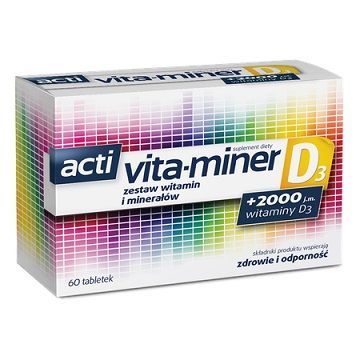 suplement diety
acti vita-miner D3
zestaw witamin
i minerałów
+2000 j.m.
witaminy D3
składniki produktu wspierają
zdrowie i odporność
60 tabletek